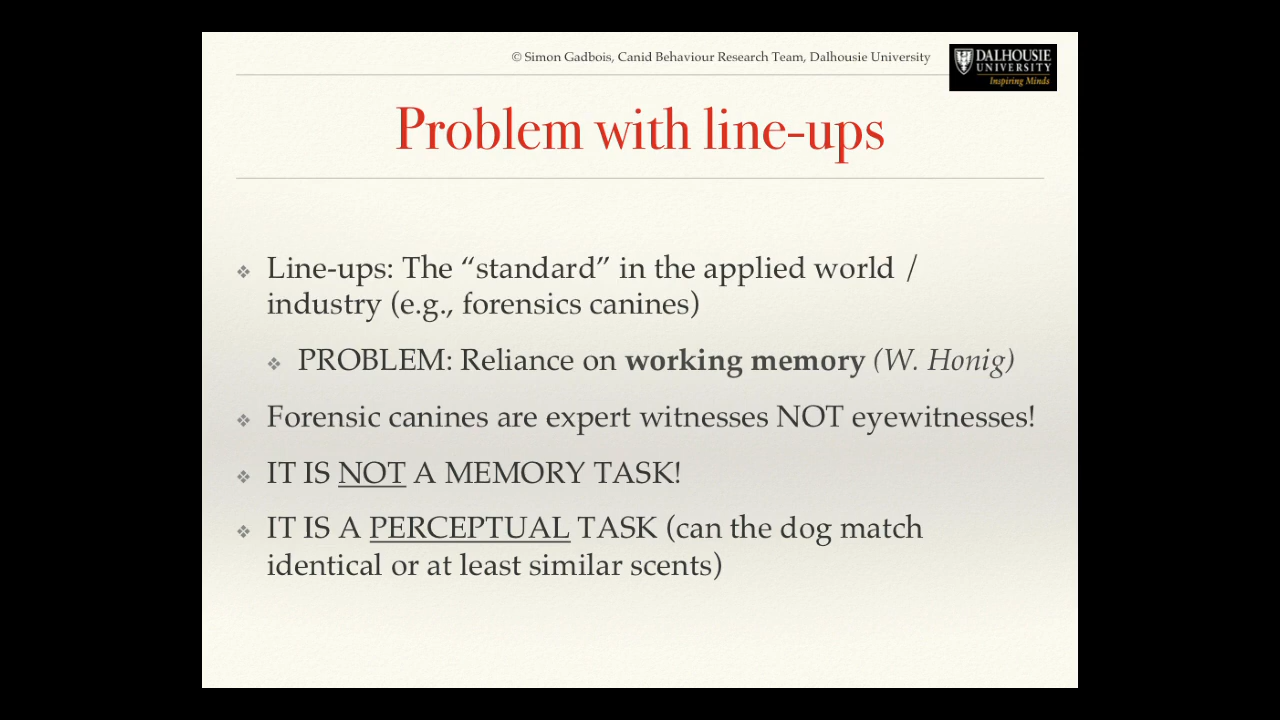 © Simon Gadbois, Canid Behaviour Research Team, Dalhousie University
DALHOUSIE
UNIVERSITY
Inspiring Minds
Problem with line-ups
Line-ups: The “standard” in the applied world /
industry (e.g., forensics canines)
PROBLEM: Reliance on working memory (W. Honig)
Forensic canines are expert witnesses NOT eyewitnesses!
IT IS NOT A MEMORY TASK!
IT IS A PERCEPTUAL TASK (can the dog match
identical or at least similar scents)